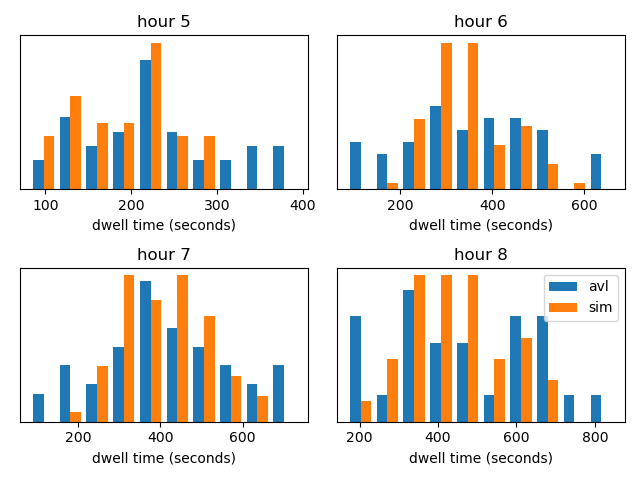 hour 5
hour 6
100 200 300 400
200 400 600
dwell time (seconds)
dwell time (seconds)
hour 7
hour 8
avl
sim
200 400 600
200 400 600 800
dwell time (seconds)
dwell time (seconds)